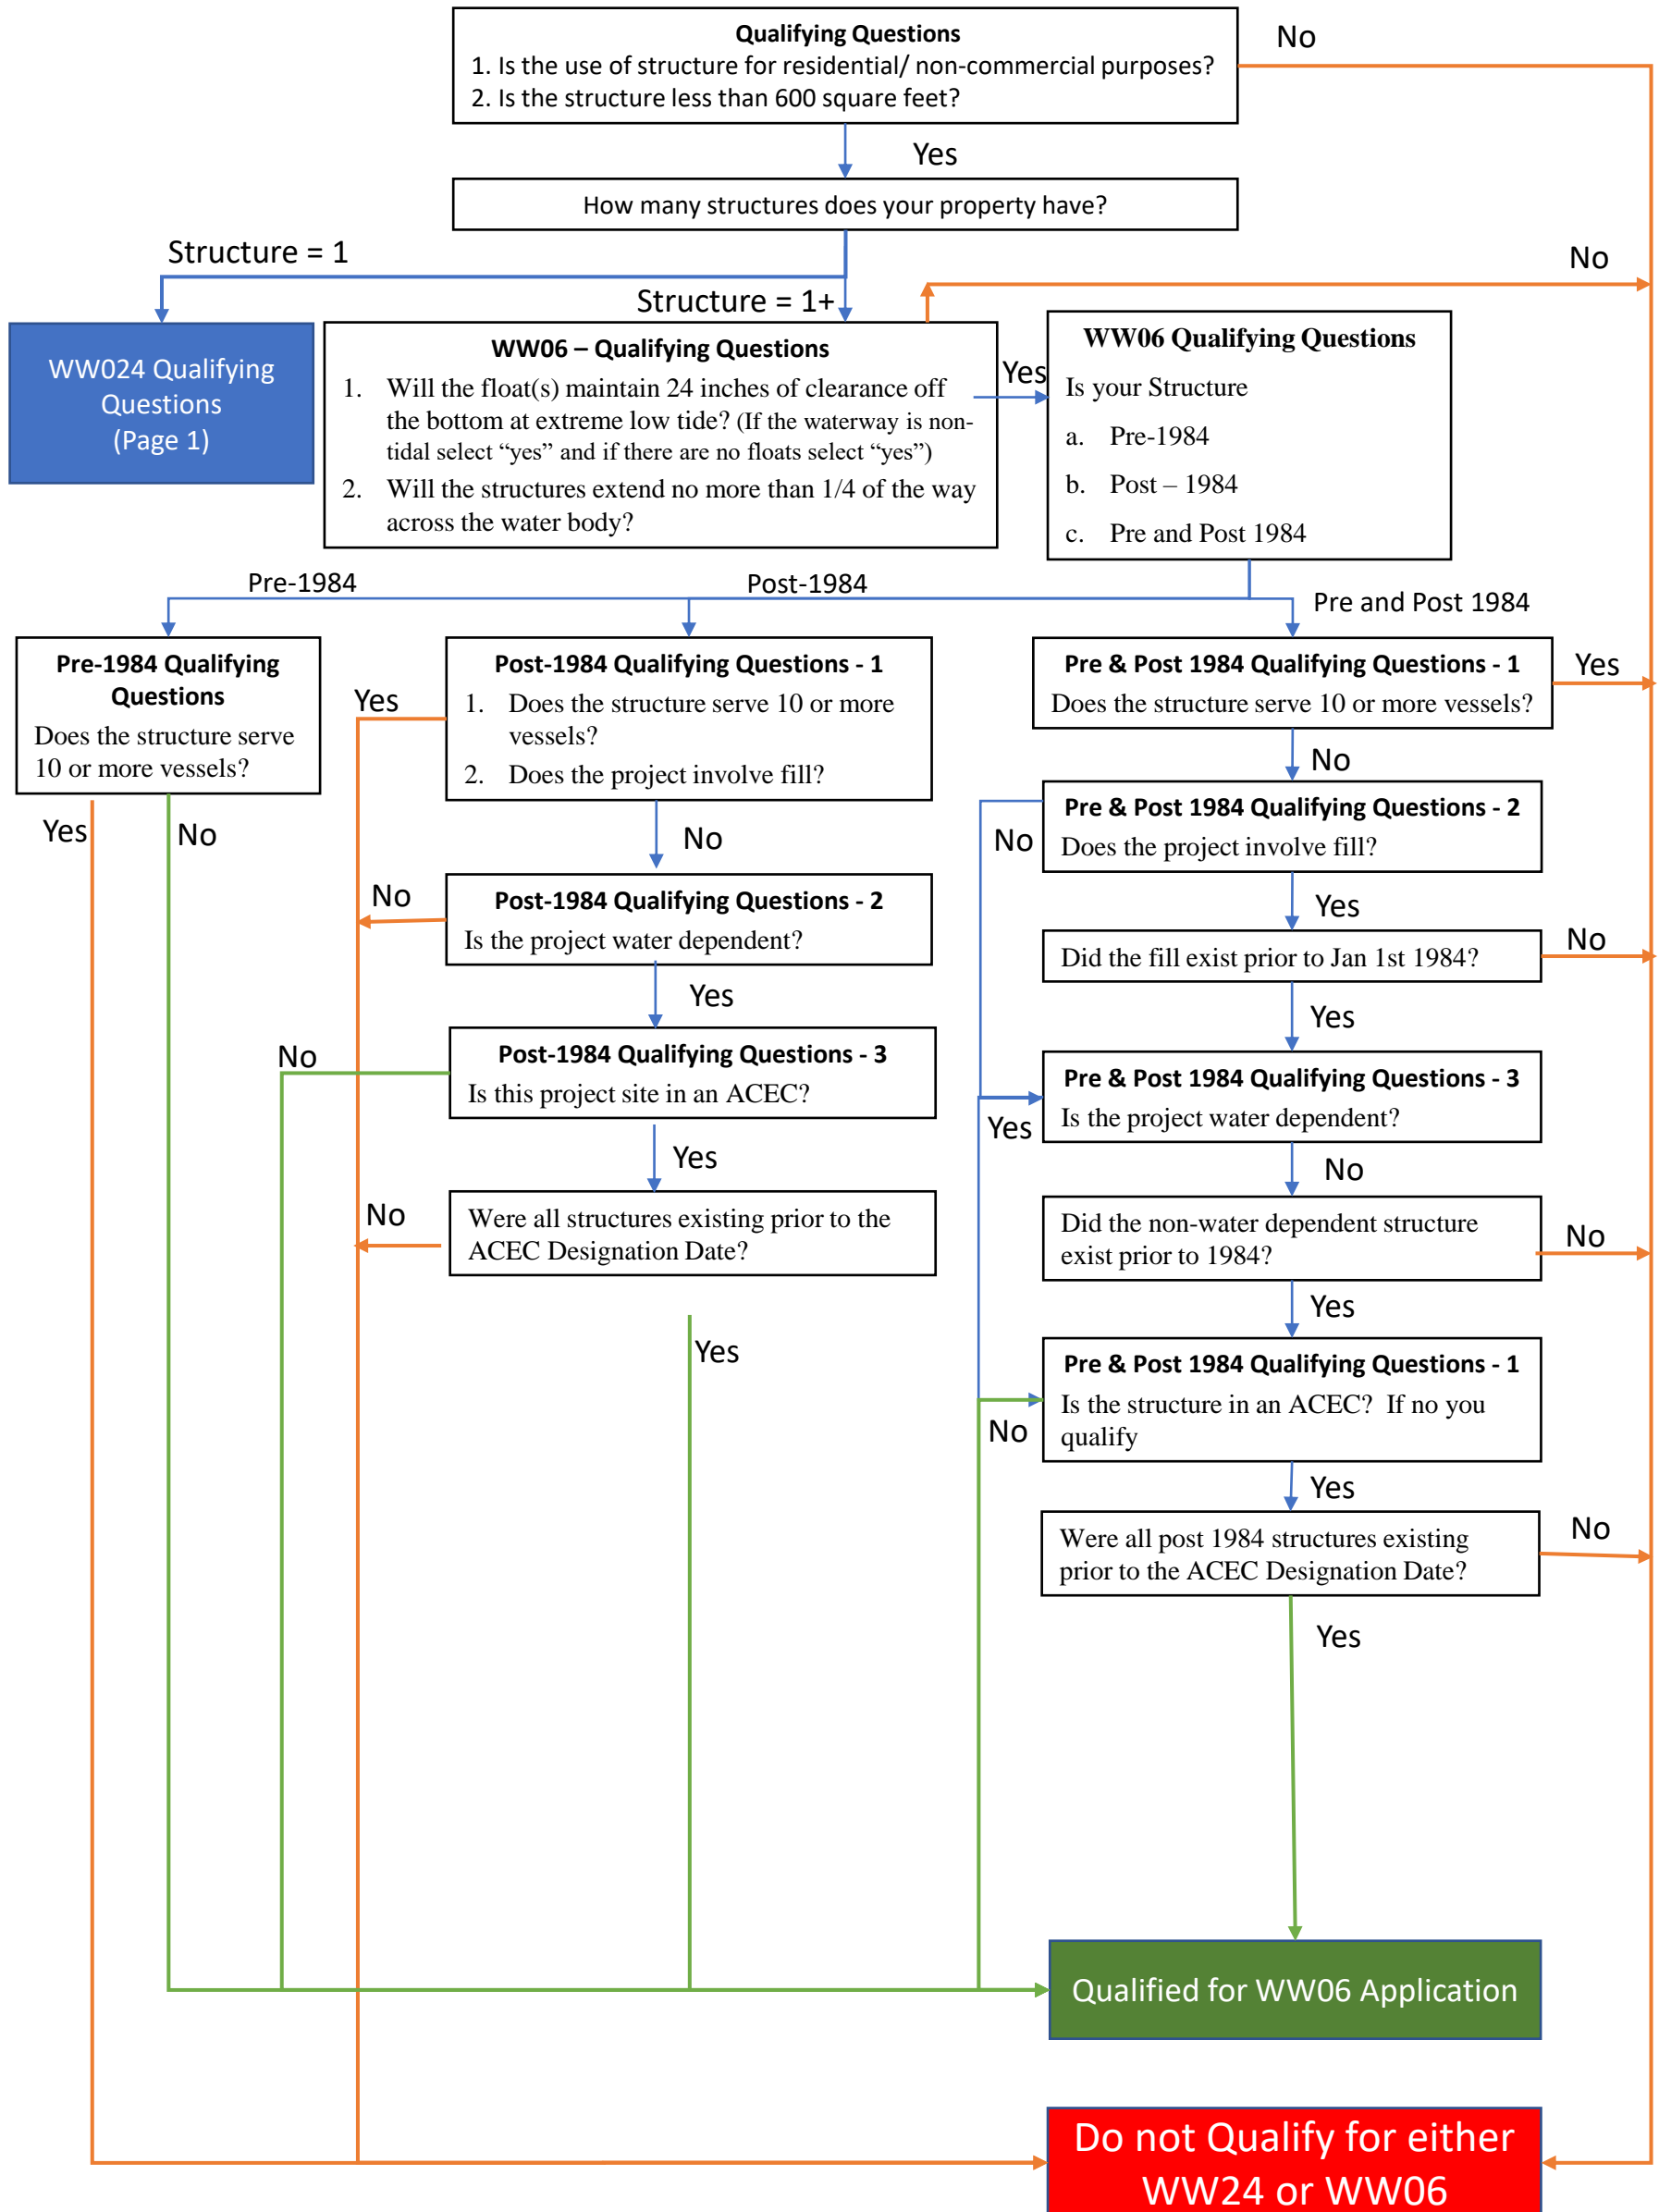 Qualifying Questions
1. Is the use of structure for residential/ non-commercial purposes?
2. Is the structure less than 600 square feet?
No
Yes
How many structures does your property have?
Structure = 1
No
Structure = 1+
WW024 Qualifying
Questions
(Page 1)
WW06 – Qualifying Questions
1. Will the float(s) maintain 24 inches of clearance off
the bottom at extreme low tide? (If the waterway is non-
tidal select “yes” and if there are no floats select “yes”)
2. Will the structures extend no more than 1/4 of the way
across the water body?
Yes
WW06 Qualifying Questions
Is your Structure
a. Pre-1984
b. Post – 1984
c. Pre and Post 1984
Pre-1984
Post-1984
Pre and Post 1984
Pre-1984 Qualifying
Questions
Does the structure serve
10 or more vessels?
Yes
No
Yes
Post-1984 Qualifying Questions - 1
1. Does the structure serve 10 or more
vessels?
2. Does the project involve fill?
No
No
Post-1984 Qualifying Questions - 2
Is the project water dependent?
Yes
No
Post-1984 Qualifying Questions - 3
Is this project site in an ACEC?
Yes
No
Were all structures existing prior to the
ACEC Designation Date?
Yes
Pre & Post 1984 Qualifying Questions - 1
Does the structure serve 10 or more vessels?
Yes
No
Pre & Post 1984 Qualifying Questions - 2
Does the project involve fill?
No
Yes
Did the fill exist prior to Jan 1st 1984?
No
Yes
Pre & Post 1984 Qualifying Questions - 3
Is the project water dependent?
Yes
No
Did the non-water dependent structure
exist prior to 1984?
No
Yes
Pre & Post 1984 Qualifying Questions - 1
Is the structure in an ACEC? If no you
qualify
No
Yes
Were all post 1984 structures existing
prior to the ACEC Designation Date?
No
Yes
Qualified for WW06 Application
Do not Qualify for either
WW24 or WW06